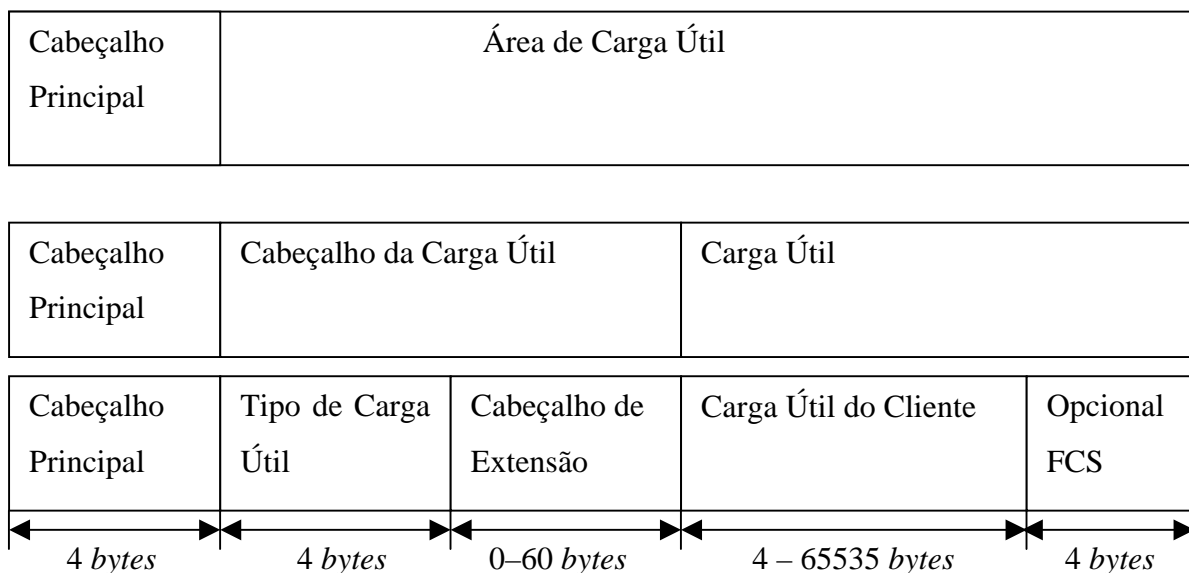 Cabeçalho Área de Carga Útil
Principal
Cabeçalho Cabeçalho da Carga Útil Carga Útil
Principal
Cabeçalho Tipo de Carga Cabeçalho de Carga Útil do Cliente Opcional
Principal Útil Extensão FCS
4 bytes 4 bytes 0–60 bytes 4 – 65535 bytes 4 bytes